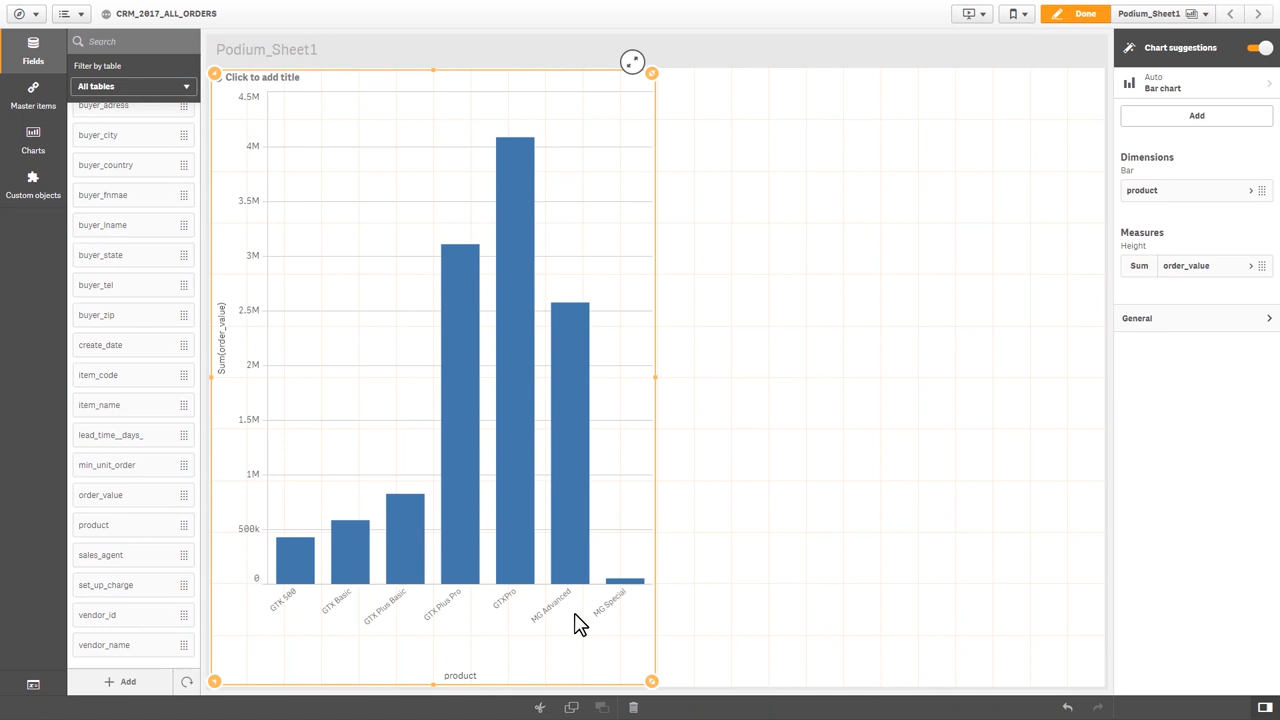 CRM_2017_ALL_ORDERS
Done
Podium_Sheet1
Fields
Master items
Charts
Custom objects
Search
Filter by table
All tables
buyer_adress
buyer_city
buyer_country
buyer_fnmae
buyer_lname
buyer_state
buyer_tel
buyer_zip
create_date
item_code
item_name
lead_time__days_
min_unit_order
order_value
product
sales_agent
set_up_charge
vendor_id
vendor_name
Add
Podium_Sheet1
Click to add title
4.5M
4M
3.5M
3M
2.5M
2M
1.5M
1M
500k
0
Sum(order_value)
GTK 500
GTX Basic
GTX Plus Basic
GTX Plus Pro
GTXPro
MG Advanced
MG Special
product
Chart suggestions
Auto
Bar chart
Add
Dimensions
Bar
product
Measures
Height
Sum order_value
General